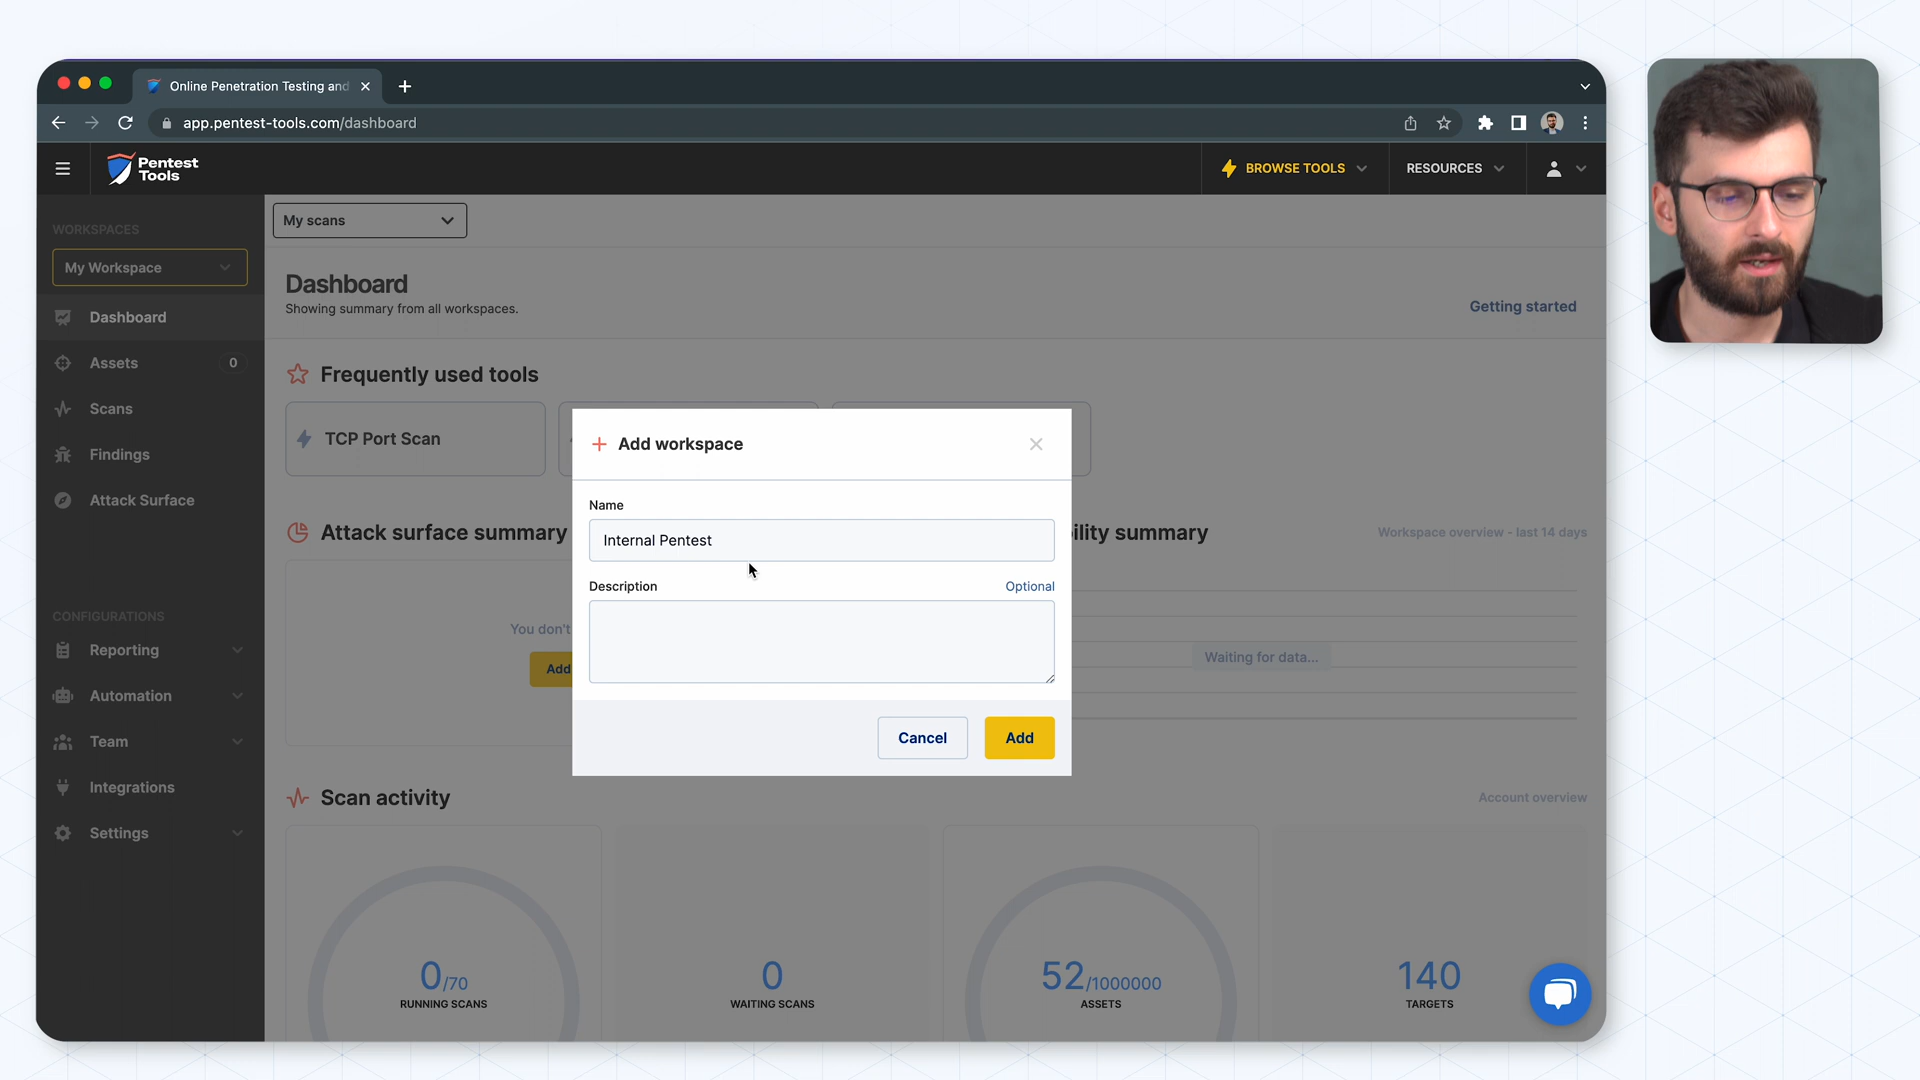 Online Penetration Testing and
app.pentest-tools.com/dashboard
Pentest
Tools
BROWSE TOOLS
RESOURCES
WORKSPACES
My Workspace
Dashboard
Assets
0
Scans
Findings
Attack Surface
CONFIGURATIONS
Reporting
Automation
Team
Integrations
Settings
My scans
Dashboard
Showing summary from all workspaces.
Getting started
Frequently used tools
TCP Port Scan
Attack surface summary
ility summary
Workspace overview - last 14 days
You don't
Add
Waiting for data...
Add workspace
Name
Internal Pentest
Description
Optional
Cancel
Add
Scan activity
Account overview
0/70
RUNNING SCANS
0
WAITING SCANS
52/1000000
ASSETS
140
TARGETS